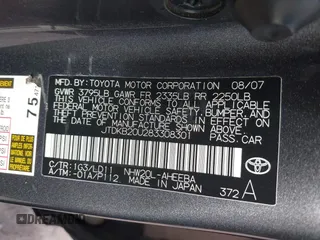 MFD. BY: TOYOTA MOTOR CORPORATION 08/07
GVWR 3795LB GAWR FR 2335LB RR 2250LB
THIS VEHICLE CONFORMS TO ALL APPLICABLE
FEDERAL MOTOR VEHICLE SAFETY, BUMPER, AND
THEFT PREVENTION STANDARDS IN EFFECT ON
THE DATE OF MANUFACTURE SHOWN ABOVE.
JTDKB20U283308301
PASS. CAR
C/TR:1G3/LD11 NHW20L-AHEEBA
A/TM:-01A/P112 MADE IN JAPAN
TOYOTA
372 A
AUTOBIDMASTER